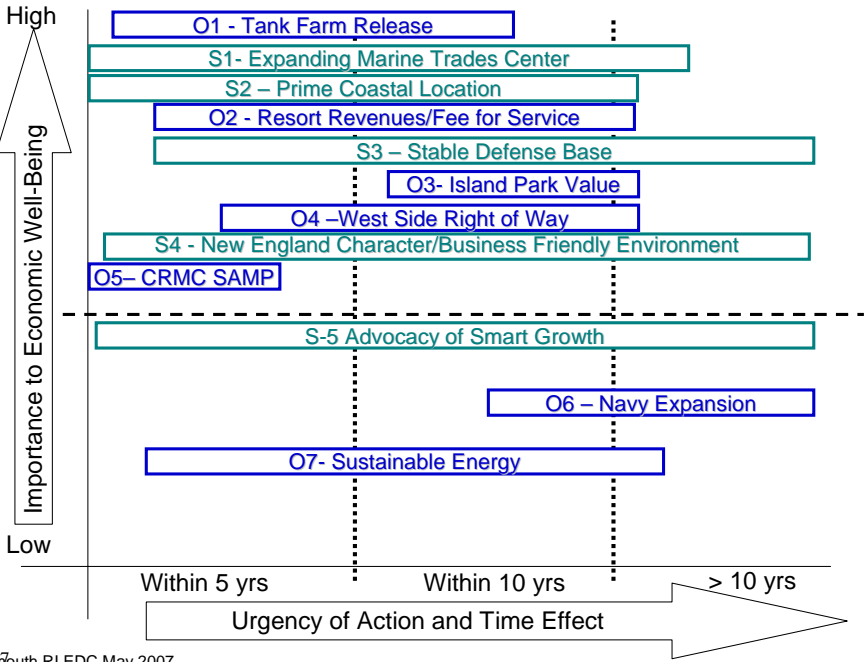 High
O1 - Tank Farm Release
S1- Expanding Marine Trades Center
S2 – Prime Coastal Location
O2 - Resort Revenues/Fee for Service
S3 – Stable Defense Base
O3- Island Park Value
O4 –West Side Right of Way
S4 - New England Character/Business Friendly Environment
O5– CRMC SAMP
S-5 Advocacy of Smart Growth
O6 – Navy Expansion
O7- Sustainable Energy
Importance to Economic Well-Being
Low
Within 5 yrs Within 10 yrs > 10 yrs
Urgency of Action and Time Effect
RI EDC May 2007